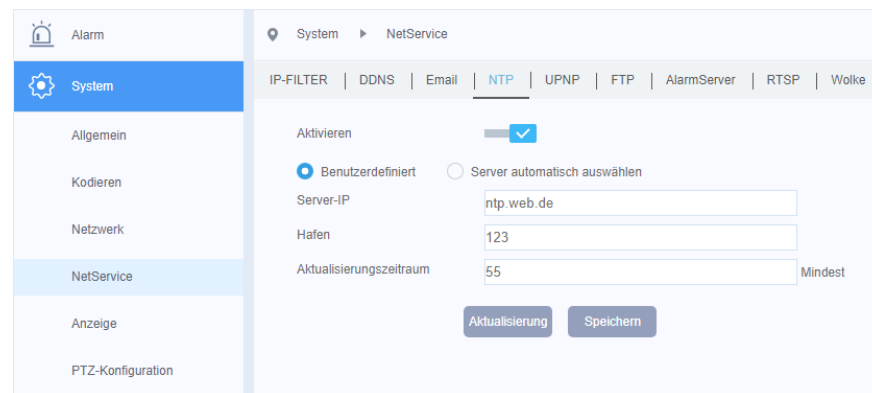 Alarm
System
Allgemein
Kodieren
Netzwerk
NetService
Anzeige
PTZ-Konfiguration
System NetService
IP-FILTER | DDNS | Email | NTP | UPNP | FTP | AlarmServer | RTSP | Wolke
Aktivieren
Benutzerdefiniert Server automatisch auswählen
Server-IP ntp.web.de
Hafen 123
Aktualisierungszeitraum 55 Mindest
Aktualisierung Speichern